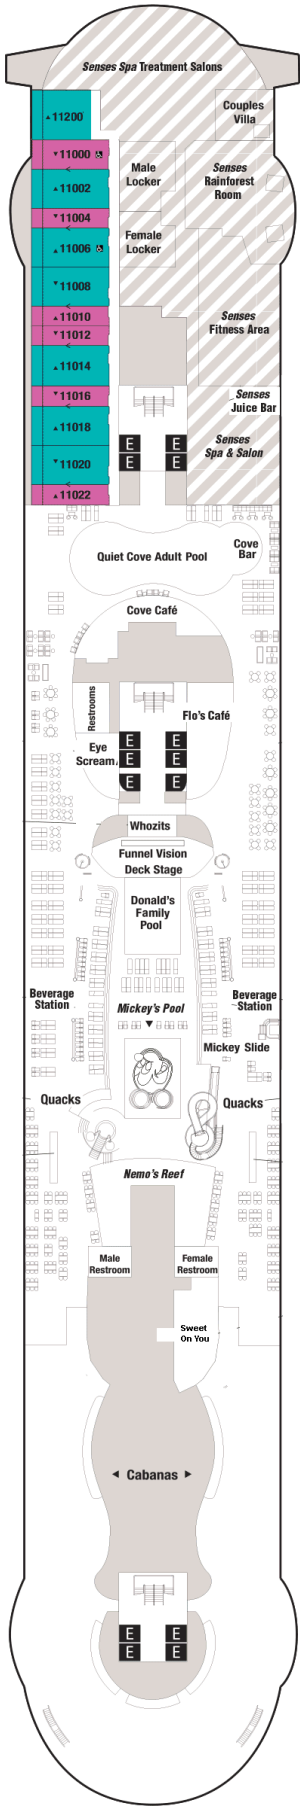 Senses Spa Treatment Salons
Couples
Villa
11200
11000
11002
11004
11006
11008
11010
11012
11014
11016
11018
11020
11022
Male
Locker
Female
Locker
Senses
Rainforest
Room
Senses
Fitness Area
Senses
Juice Bar
Senses
Spa & Salon
E E
E E
Quiet Cove Adult Pool
Cove
Bar
Cove Café
Restrooms
Flo's Café
Eye
Scream
E E
E E
E E
Whozits
Funnel Vision
Deck Stage
Donald's
Family
Pool
Beverage
Station
Mickey's Pool
Beverage
Station
Mickey Slide
Quacks
Quacks
Nemo's Reef
Male
Restroom
Female
Restroom
Sweet
On You
Cabanas
E E
E E